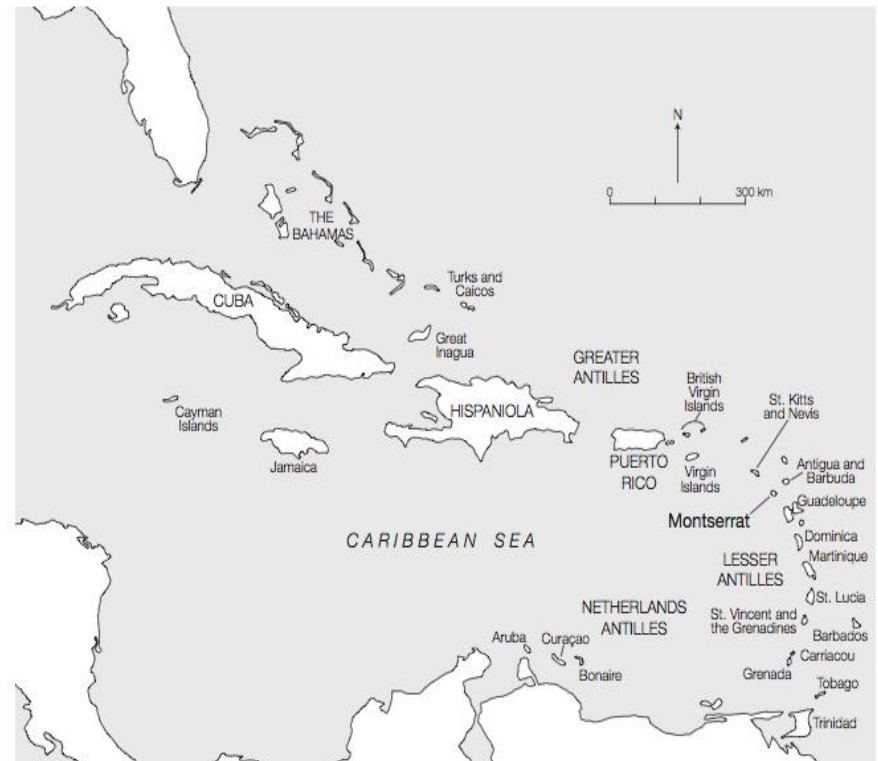 N
0
300 km
THE
BAHAMAS
Turks and
Caicos
CUBA
Great
Inagua
GREATER
ANTILLES
British
Virgin
Islands
St. Kitts
and Nevis
Cayman
Islands
HISPANIOLA
Jamaica
PUERTO
RICO
Virgin
Islands
Antigua and
Barbuda
Guadeloupe
Montserrat
CARIBBEAN SEA
Dominica
LESSER
ANTILLES
Martinique
St. Lucia
NETHERLANDS
ANTILLES
St. Vincent and
the Grenadines
Barbados
Aruba
Curaçao
Bonaire
Carriacou
Grenada
Tobago
Trinidad